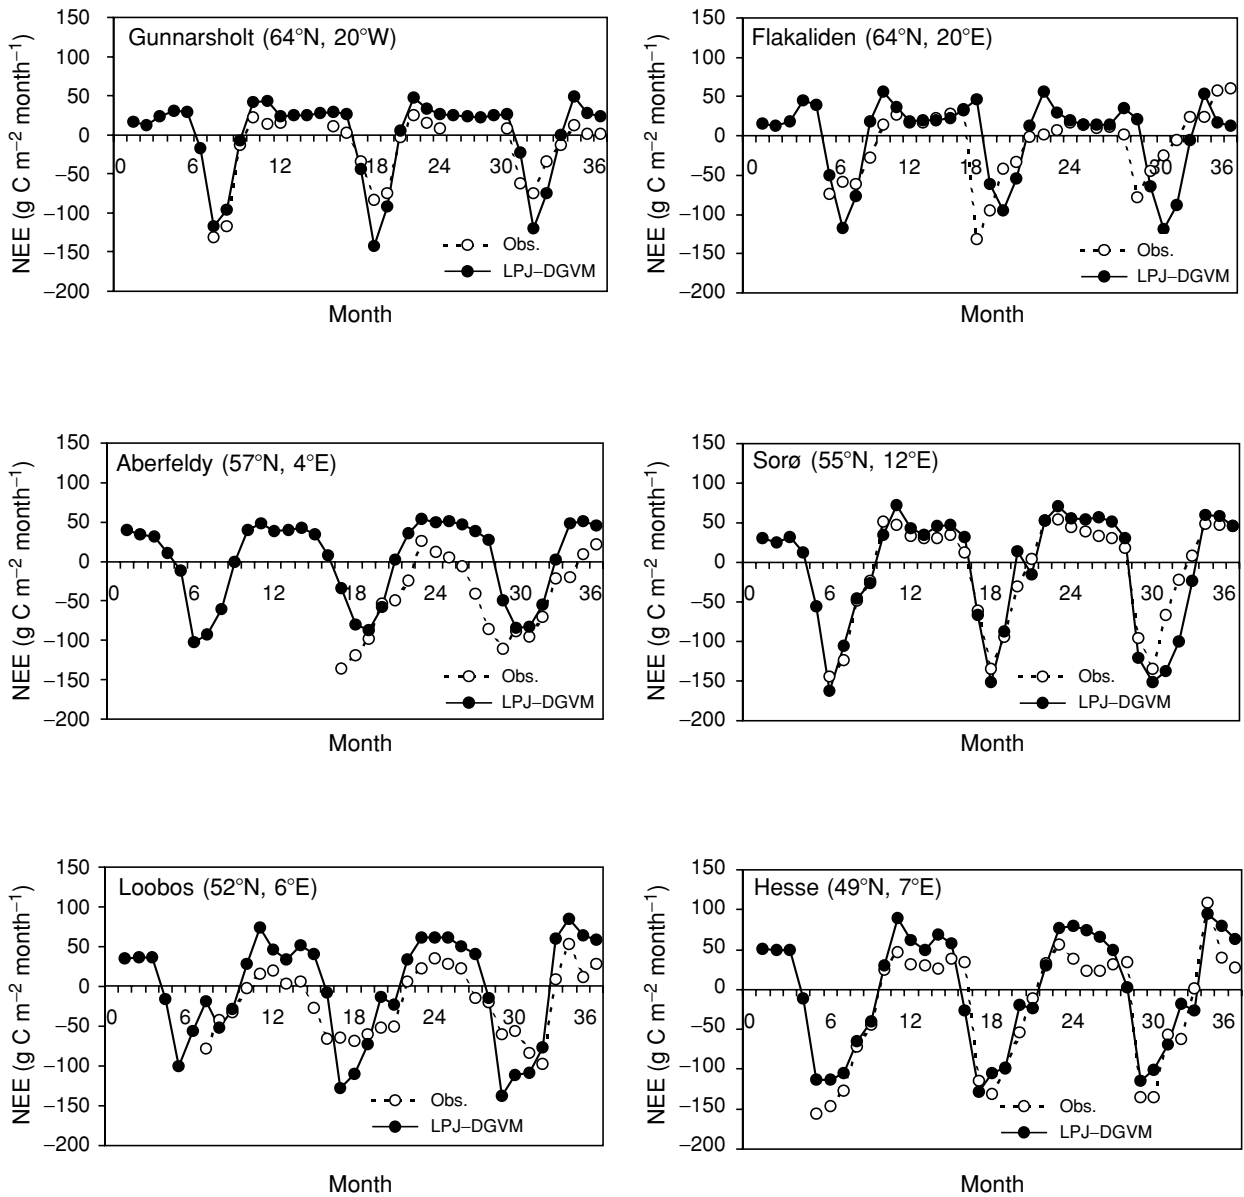 Gunnarsholt (64°N, 20°W)
150
100
50
0
−50
−100
−150
−200
NEE (g C m−2 month−1)
0 6 12 18 24 30 36
Obs.
LPJ−DGVM
Month
Flakaliden (64°N, 20°E)
150
100
50
0
−50
−100
−150
−200
NEE (g C m−2 month−1)
0 6 12 18 24 30 36
Obs.
LPJ−DGVM
Month
Aberfeldy (57°N, 4°E)
150
100
50
0
−50
−100
−150
−200
NEE (g C m−2 month−1)
0 6 12 18 24 30 36
Obs.
LPJ−DGVM
Month
Sorø (55°N, 12°E)
150
100
50
0
−50
−100
−150
−200
NEE (g C m−2 month−1)
0 6 12 18 24 30 36
Obs.
LPJ−DGVM
Month
Loobos (52°N, 6°E)
150
100
50
0
−50
−100
−150
−200
NEE (g C m−2 month−1)
0 6 12 18 24 30 36
Obs.
LPJ−DGVM
Month
Hesse (49°N, 7°E)
150
100
50
0
−50
−100
−150
−200
NEE (g C m−2 month−1)
0 6 12 18 24 30 36
Obs.
LPJ−DGVM
Month